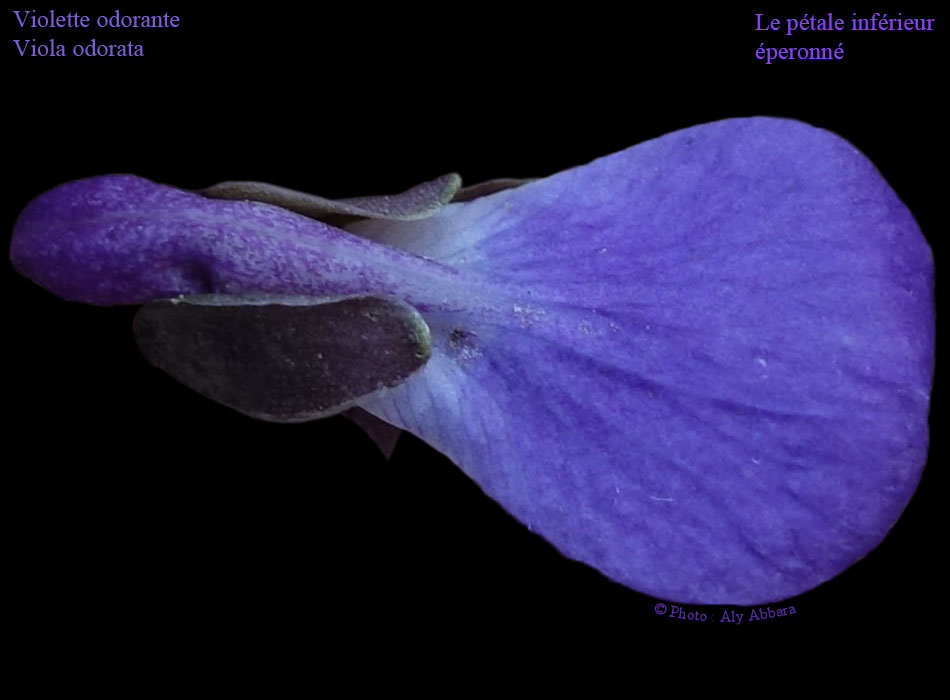 Violette odorante
Viola odorata
Le pétale inférieur
éperonné
© Photo : Aly Abbara